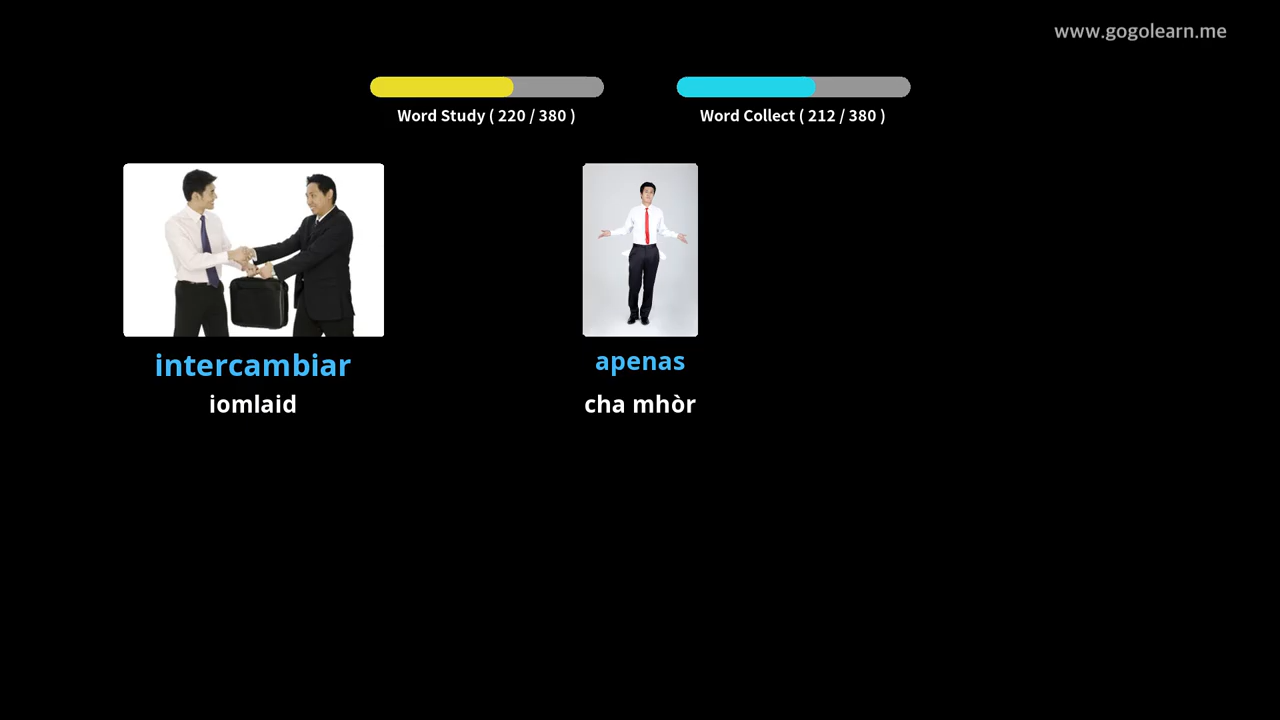 www.gogolearn.me
Word Study ( 220 / 380 )
Word Collect ( 212 / 380 )
intercambiar
iomlaid
apenas
cha mhòr